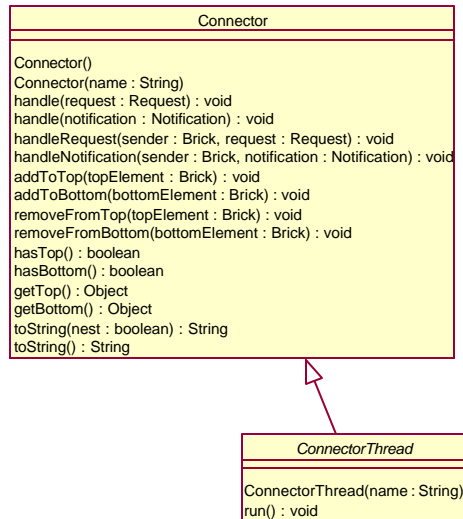 Connector
Connector()
Connector(name : String)
handle(request : Request) : void
handle(notification : Notification) : void
handleRequest(sender : Brick, request : Request) : void
handleNotification(sender : Brick, notification : Notification) : void
addToTop(topElement : Brick) : void
addToBottom(bottomElement : Brick) : void
removeFromTop(topElement : Brick) : void
removeFromBottom(bottomElement : Brick) : void
hasTop() : boolean
hasBottom() : boolean
getTop() : Object
getBottom() : Object
toString(nest : boolean) : String
toString() : String
ConnectorThread
ConnectorThread(name : String)
run() : void